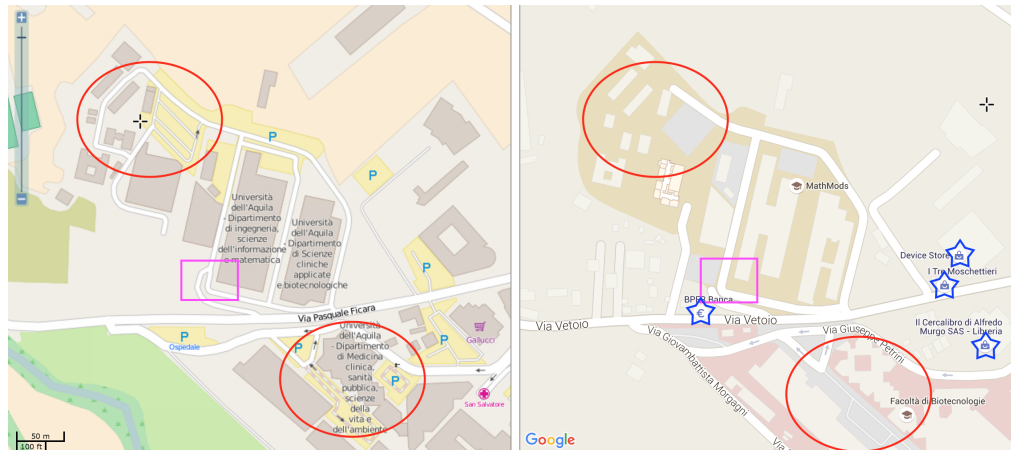 P
P
Università
dell'Aquila
- Dipartimento
di ingegneria,
scienze
dell'informazione
e matematica
Università
dell'Aquila
- Dipartimento
di Scienze
cliniche
applicate
e biotecnologiche
P
Via Pasquale Ficara
P
Ospedale
P
Università
dell'Aquila
- Dipartimento
di Medicina
clinica,
sanità
pubblica,
scienze
della
vita e
dell'ambiente
P
P
Galucci
San Salvatore
50 m
100 ft
MathMods
Device Store
I Tre Moschettieri
BPER Banca
€
Via Vetoio
Via Vetoio
Il Cercalibro di Alfredo
Murgo SAS - Libreria
Via Giuseppe Petrini
Via Giovambattista Morgagni
Facoltà di Biotecnologie
Google